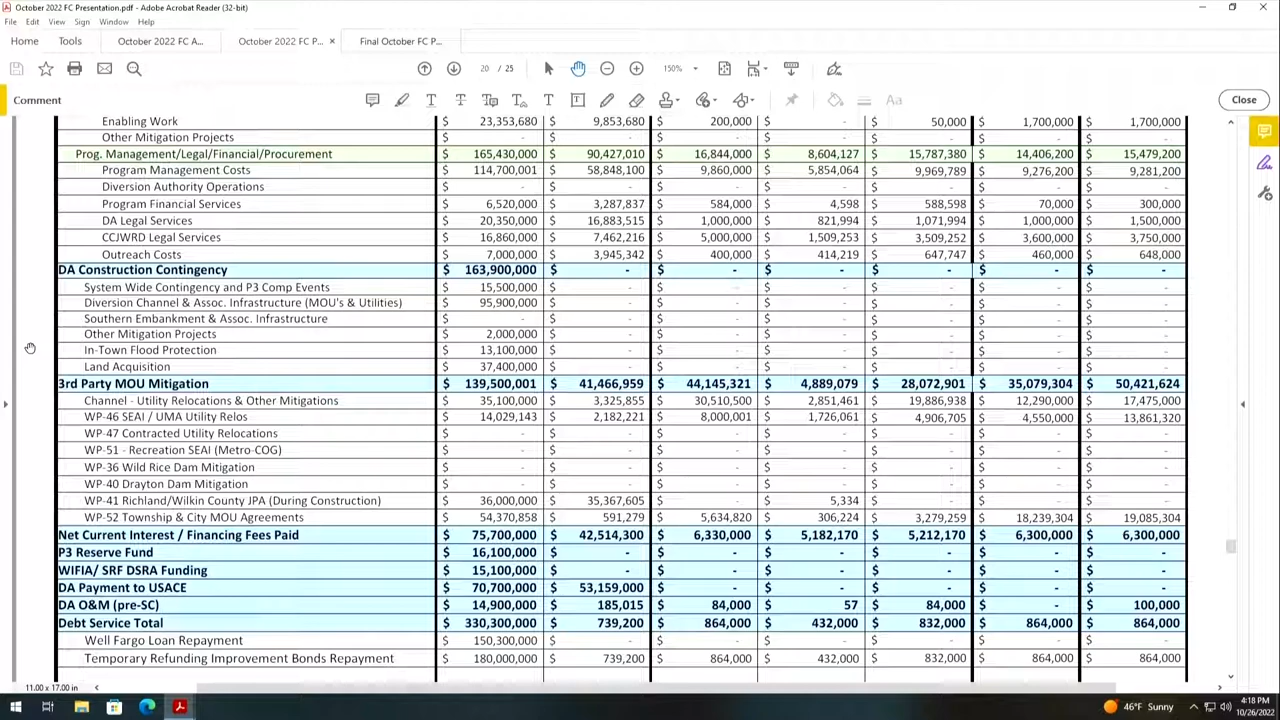 October 2022 FC Presentation.pdf - Adobe Acrobat Reader (32-bit)
File Edit View Sign Window Help
Home Tools October 2022 FC A... October 2022 FC P... × Final October FC P...
20 / 25 150%
Comment Close
Enabling Work $ 23,353,680 $ 9,853,680 $ 200,000 $ - $ 50,000 $ 1,700,000 $ 1,700,000
Other Mitigation Projects $ - $ - $ - $ - $ - $ - $ -
Prog. Management/Legal/Financial/Procurement $ 165,430,000 $ 90,427,010 $ 16,844,000 $ 8,604,127 $ 15,787,380 $ 14,406,200 $ 15,479,200
Program Management Costs $ 114,700,001 $ 58,848,100 $ 9,860,000 $ 5,854,064 $ 9,969,789 $ 9,276,200 $ 9,281,200
Diversion Authority Operations $ - $ - $ - $ - $ - $ - $ -
Program Financial Services $ 6,520,000 $ 3,287,837 $ 584,000 $ 4,598 $ 588,598 $ 70,000 $ 300,000
DA Legal Services $ 20,350,000 $ 16,883,515 $ 1,000,000 $ 821,994 $ 1,071,994 $ 1,000,000 $ 1,500,000
CCJWRD Legal Services $ 16,860,000 $ 7,462,216 $ 5,000,000 $ 1,509,253 $ 3,509,252 $ 3,600,000 $ 3,750,000
Outreach Costs $ 7,000,000 $ 3,945,342 $ 400,000 $ 414,219 $ 647,747 $ 460,000 $ 648,000
DA Construction Contingency $ 163,900,000 $ - $ - $ - $ - $ - $ -
System Wide Contingency and P3 Comp Events $ 15,500,000 $ - $ - $ - $ - $ - $ -
Diversion Channel & Assoc. Infrastructure (MOU's & Utilities) $ 95,900,000 $ - $ - $ - $ - $ - $ -
Southern Embankment & Assoc. Infrastructure $ - $ - $ - $ - $ - $ - $ -
Other Mitigation Projects $ 2,000,000 $ - $ - $ - $ - $ - $ -
In-Town Flood Protection $ 13,100,000 $ - $ - $ - $ - $ - $ -
Land Acquisition $ 37,400,000 $ - $ - $ - $ - $ - $ -
3rd Party MOU Mitigation $ 139,500,001 $ 41,466,959 $ 44,145,321 $ 4,889,079 $ 28,072,901 $ 35,079,304 $ 50,421,624
Channel - Utility Relocations & Other Mitigations $ 35,100,000 $ 3,325,855 $ 30,510,500 $ 2,851,461 $ 19,886,938 $ 12,290,000 $ 17,475,000
WP-46 SEAI / UMA Utility Relos $ 14,029,143 $ 2,182,221 $ 8,000,001 $ 1,726,061 $ 4,906,705 $ 4,550,000 $ 13,861,320
WP-47 Contracted Utility Relocations $ - $ - $ - $ - $ - $ - $ -
WP-51 - Recreation SEAI (Metro-COG) $ - $ - $ - $ - $ - $ - $ -
WP-36 Wild Rice Dam Mitigation $ - $ - $ - $ - $ - $ - $ -
WP-40 Drayton Dam Mitigation $ - $ - $ - $ - $ - $ - $ -
WP-41 Richland/Wilkin County JPA (During Construction) $ 36,000,000 $ 35,367,605 $ - $ 5,334 $ - $ - $ -
WP-52 Township & City MOU Agreements $ 54,370,858 $ 591,279 $ 5,634,820 $ 306,224 $ 3,279,259 $ 18,239,304 $ 19,085,304
Net Current Interest / Financing Fees Paid $ 75,700,000 $ 42,514,300 $ 6,330,000 $ 5,182,170 $ 5,212,170 $ 6,300,000 $ 6,300,000
P3 Reserve Fund $ 16,100,000 $ - $ - $ - $ - $ - $ -
WIFIA/ SRF DSRA Funding $ 15,100,000 $ - $ - $ - $ - $ - $ -
DA Payment to USACE $ 70,700,000 $ 53,159,000 $ - $ - $ - $ - $ -
DA O&M (pre-SC) $ 14,900,000 $ 185,015 $ 84,000 $ 57 $ 84,000 $ - $ 100,000
Debt Service Total $ 330,300,000 $ 739,200 $ 864,000 $ 432,000 $ 832,000 $ 864,000 $ 864,000
Well Fargo Loan Repayment $ 150,300,000 $ - $ - $ - $ - $ - $ -
Temporary Refunding Improvement Bonds Repayment $ 180,000,000 $ 739,200 $ 864,000 $ 432,000 $ 832,000 $ 864,000 $ 864,000
11.00 x 17.00 in
46°F Sunny 4:18 PM
10/26/2022